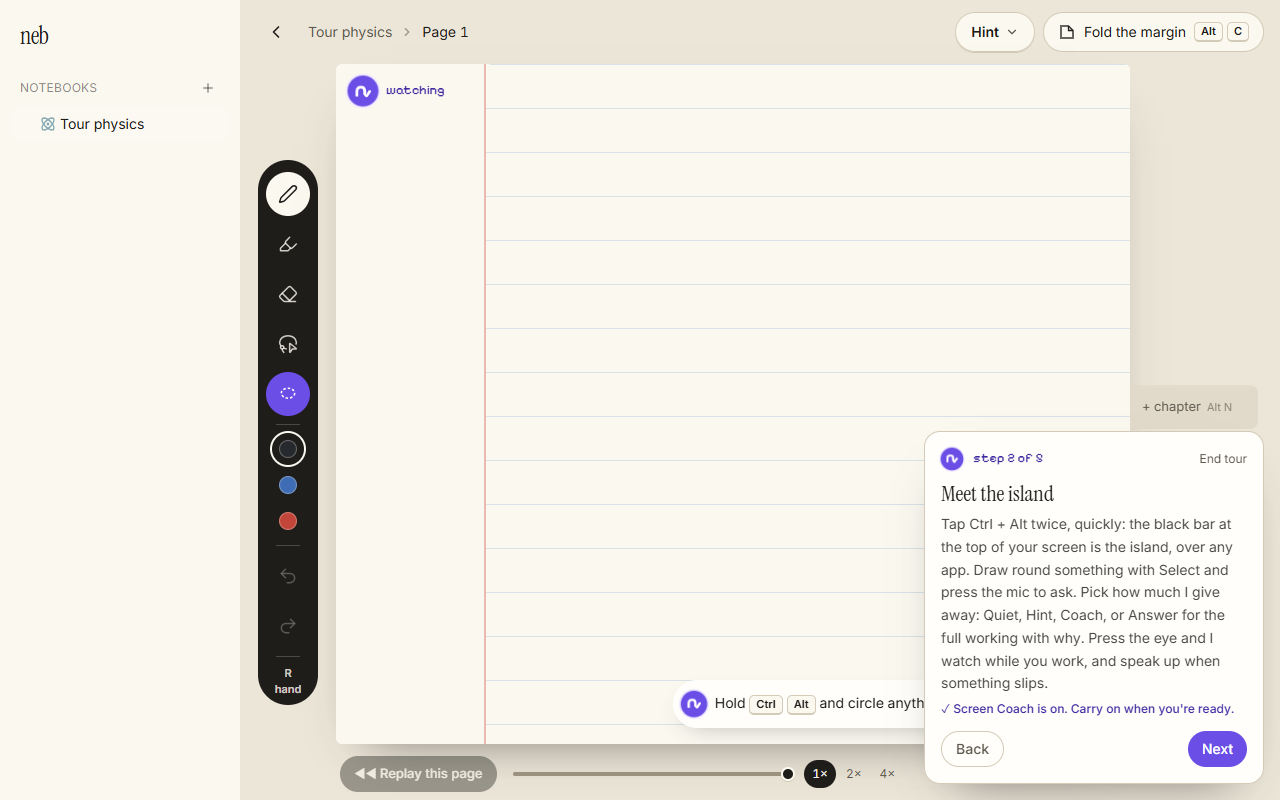 neb
NOTEBOOKS
Tour physics
Tour physics > Page 1
Hint
Fold the margin Alt C
watching
R
hand
+ chapter Alt N
step 2 of 8
End tour
Meet the island
Tap Ctrl + Alt twice, quickly: the black bar at
the top of your screen is the island, over any
app. Draw round something with Select and
press the mic to ask. Pick how much I give
away: Quiet, Hint, Coach, or Answer for the
full working with why. Press the eye and I
watch while you work, and speak up when
something slips.
✓ Screen Coach is on. Carry on when you're ready.
Back
Next
Hold Ctrl Alt and circle anyth
Replay this page
1×
2×
4×